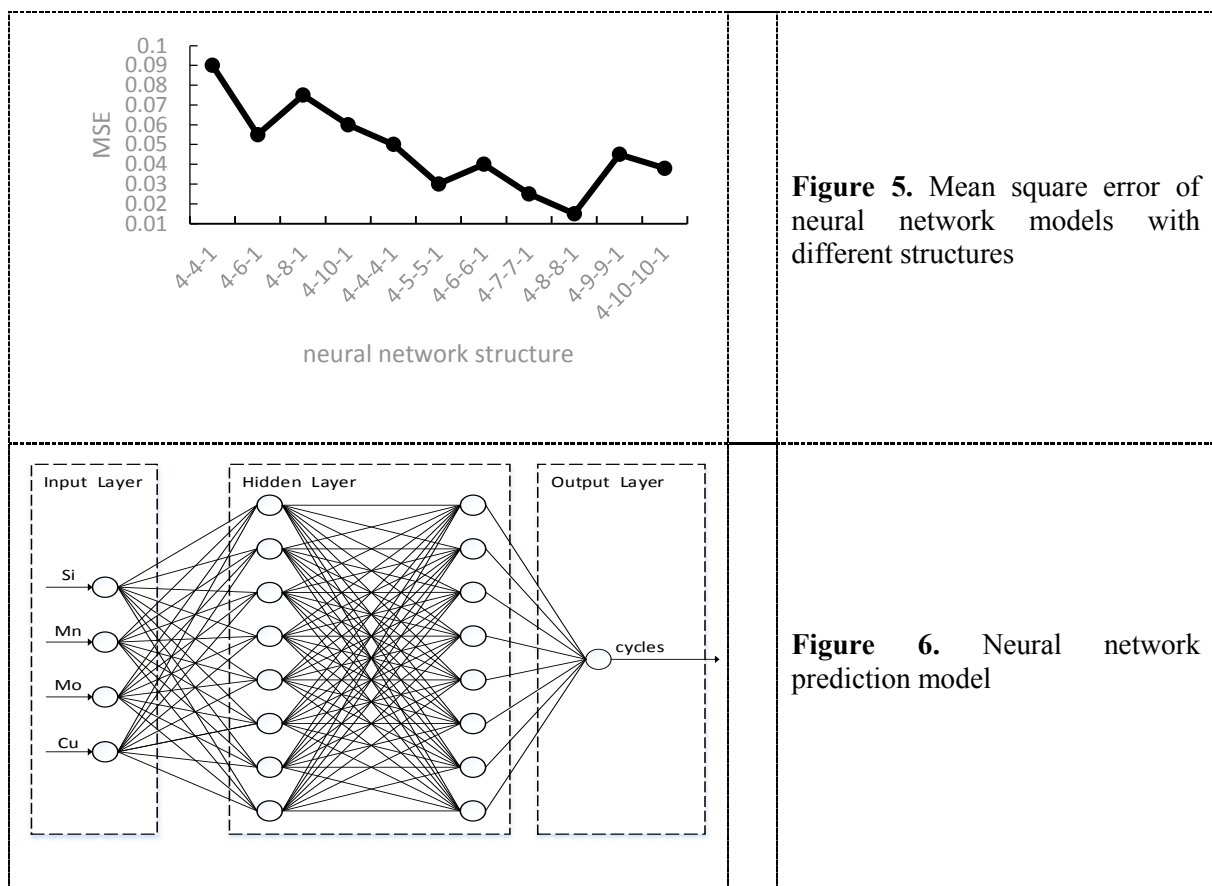 0.1
0.09
0.08
0.07
0.06
0.05
0.04
0.03
0.02
0.01
MSE
4-4-1
4-6-1
4-8-1
4-10-1
4-4-4-1
4-5-5-1
4-6-6-1
4-7-7-1
4-8-8-1
4-9-9-1
4-10-10-1
neural network structure
Figure 5. Mean square error of
neural network models with
different structures
Input Layer
Hidden Layer
Output Layer
Si
Mn
Mo
Cu
cycles
Figure 6. Neural network
prediction model